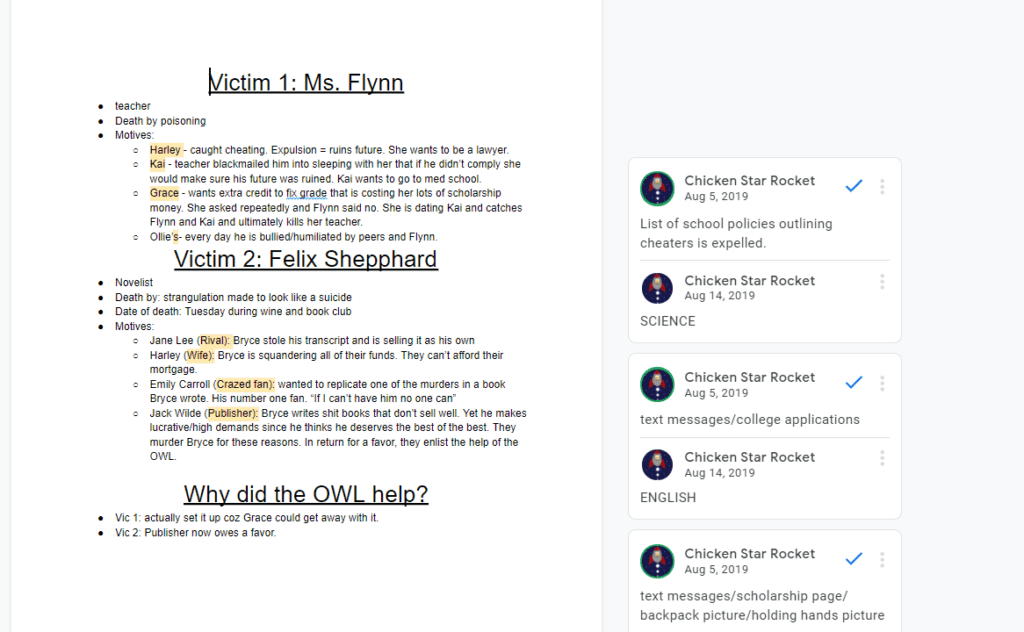 Victim 1: Ms. Flynn
● teacher
● Death by poisoning
● Motives:
○ Harley - caught cheating. Expulsion = ruins future. She wants to be a lawyer.
○ Kai - teacher blackmailed him into sleeping with her that if he didn't comply she
would make sure his future was ruined. Kai wants to go to med school.
○ Grace - wants extra credit to fix grade that is costing her lots of scholarship
money. She asked repeatedly and Flynn said no. She is dating Kai and catches
Flynn and Kai and ultimately kills her teacher.
○ Ollie's- every day he is bullied/humiliated by peers and Flynn.
Victim 2: Felix Shepphard
● Novelist
● Death by: strangulation made to look like a suicide
● Date of death: Tuesday during wine and book club
● Motives:
○ Jane Lee (Rival): Bryce stole his transcript and is selling it as his own
○ Harley (Wife): Bryce is squandering all of their funds. They can't afford their
mortgage.
○ Emily Carroll (Crazed fan): wanted to replicate one of the murders in a book
Bryce wrote. His number one fan. "If I can't have him no one can"
○ Jack Wilde (Publisher): Bryce writes shit books that don't sell well. Yet he makes
lucrative/high demands since he thinks he deserves the best of the best. They
murder Bryce for these reasons. In return for a favor, they enlist the help of the
OWL.
Why did the OWL help?
● Vic 1: actually set it up coz Grace could get away with it.
● Vic 2: Publisher now owes a favor.
Chicken Star Rocket
Aug 5, 2019
List of school policies outlining
cheaters is expelled.
Chicken Star Rocket
Aug 14, 2019
SCIENCE
Chicken Star Rocket
Aug 5, 2019
text messages/college applications
Chicken Star Rocket
Aug 14, 2019
ENGLISH
Chicken Star Rocket
Aug 5, 2019
text messages/scholarship page/
backpack picture/holding hands picture